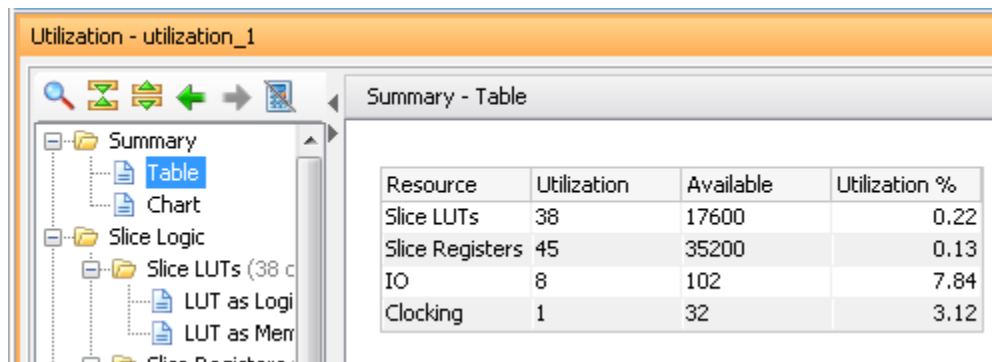 Utilization - utilization_1
Summary - Table
Summary
Table
Chart
Slice Logic
Slice LUTs (38
LUT as Logi
LUT as Mem
Resource Utilization Available Utilization %
Slice LUTs 38 17600 0.22
Slice Registers 45 35200 0.13
IO 8 102 7.84
Clocking 1 32 3.12